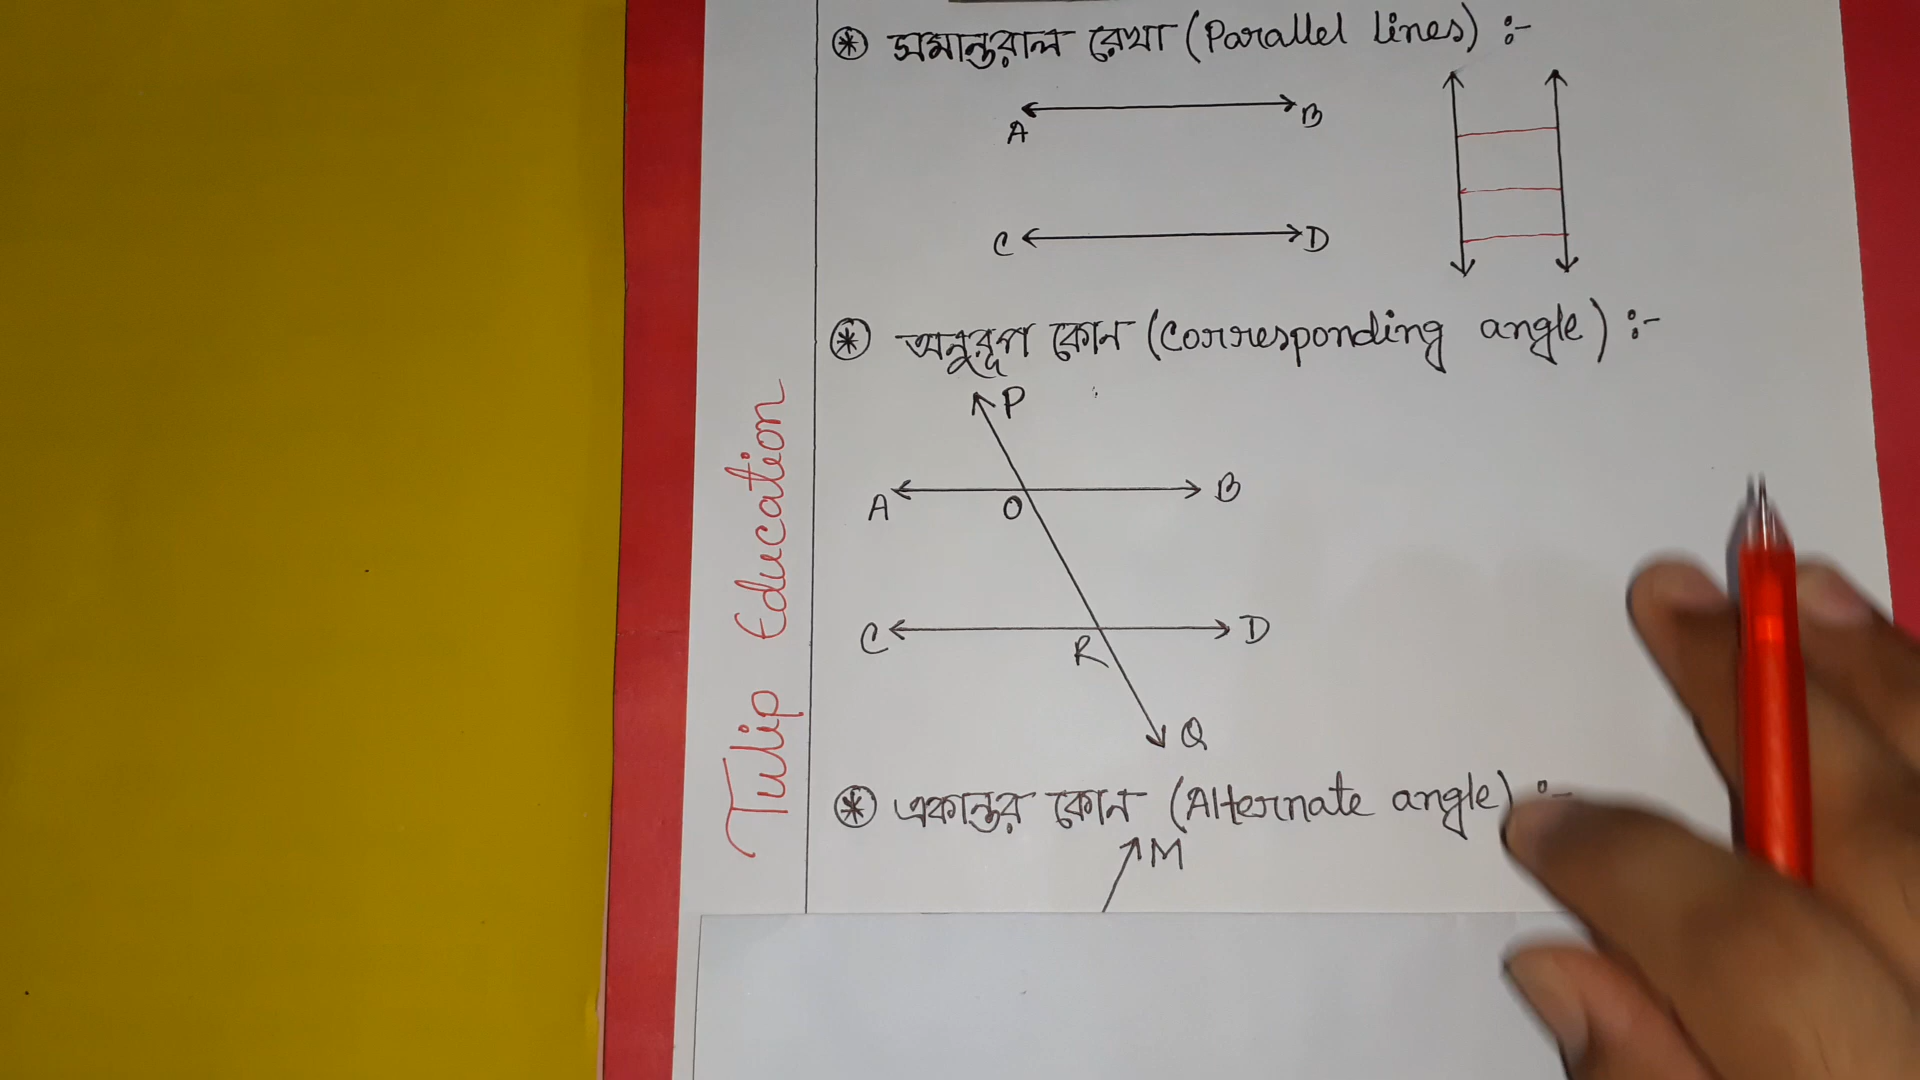 ⊛ সমান্তরাল রেখা (Parallel lines) :-
A B
C D
⊛ অনুরূপ কোন (Corresponding angle) :-
P
A O B
C R D
Q
⊛ একান্তর কোন (Alternate angle) :-
M
Tulip Education